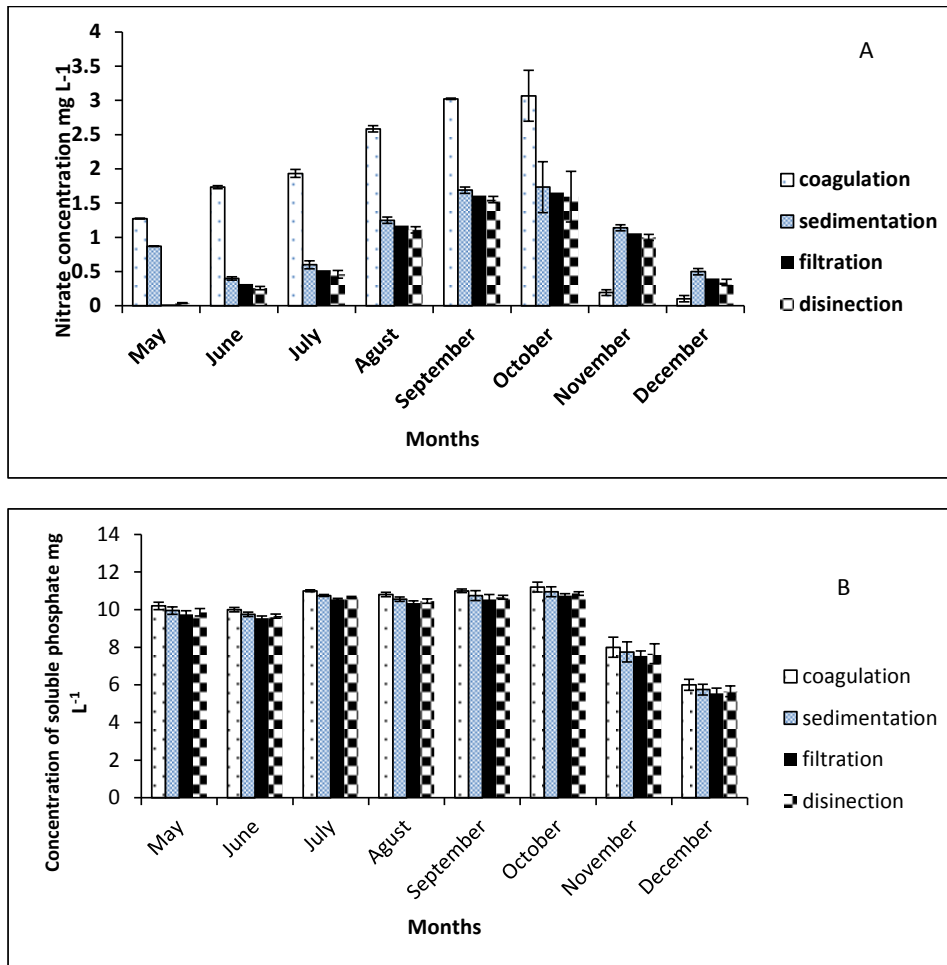 A
Nitrate concentration mg L-1
4
3.5
3
2.5
2
1.5
1
0.5
0
May
June
July
Agust
September
October
November
December
Months
coagulation
sedimentation
filtration
disinection
B
Concentration of soluble phosphate mg
L-1
14
12
10
8
6
4
2
0
May
June
July
Agust
September
October
November
December
Months
coagulation
sedimentation
filtration
disinection